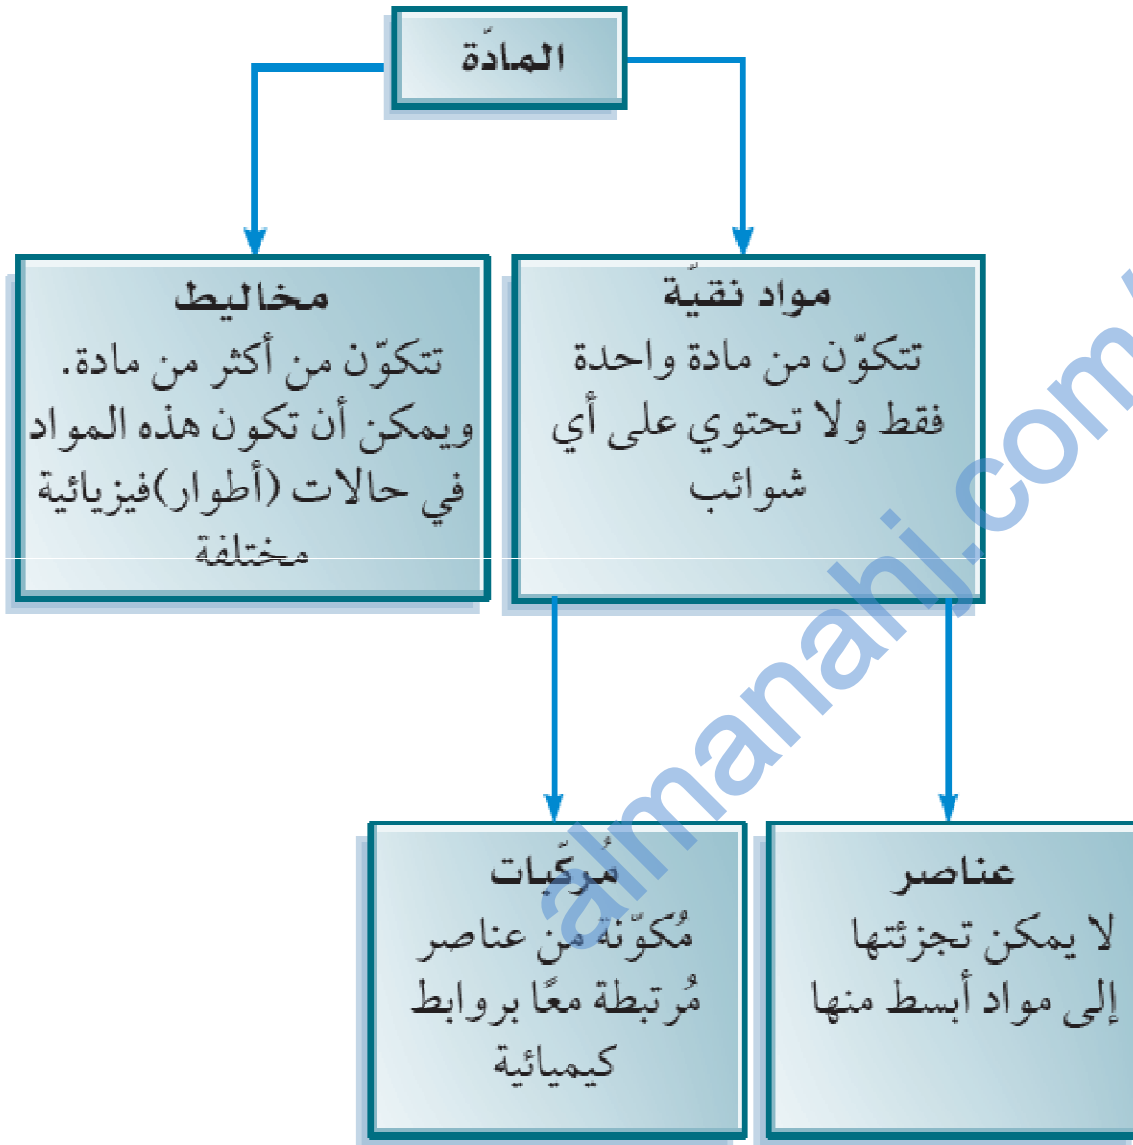 المادّة
مواد نقيّة
تتكوّن من مادة واحدة
فقط ولا تحتوي على أي
شوائب
مخاليط
تتكوّن من أكثر من مادة.
ويمكن أن تكون هذه المواد
في حالات (أطوار)فيزيائية
مختلفة
عناصر
لا يمكن تجزئتها
إلى مواد أبسط منها
مُركّبات
مُكوّنة من عناصر
مُرتبطة معًا بروابط
كيميائية
almanahj.com/